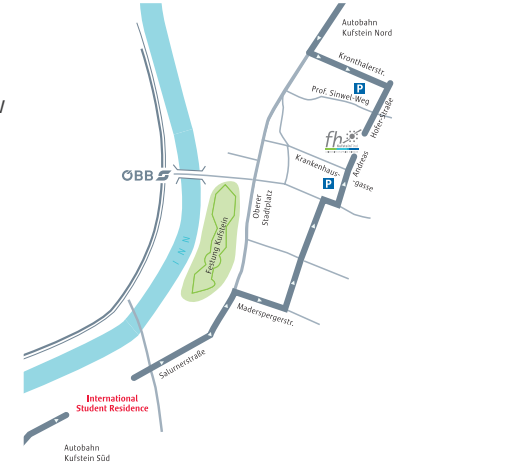 Autobahn
Kufstein Nord
Kronthalerstr.
P
Prof. Sinwel-Weg
Hofer-Straße
fh
Krankenhaus-
-gasse
Andreas
P
ÖBB
Oberer
Stadtplatz
Festung Kufstein
INN
Maderspergerstr.
Salurnerstraße
International
Student Residence
Autobahn
Kufstein Süd